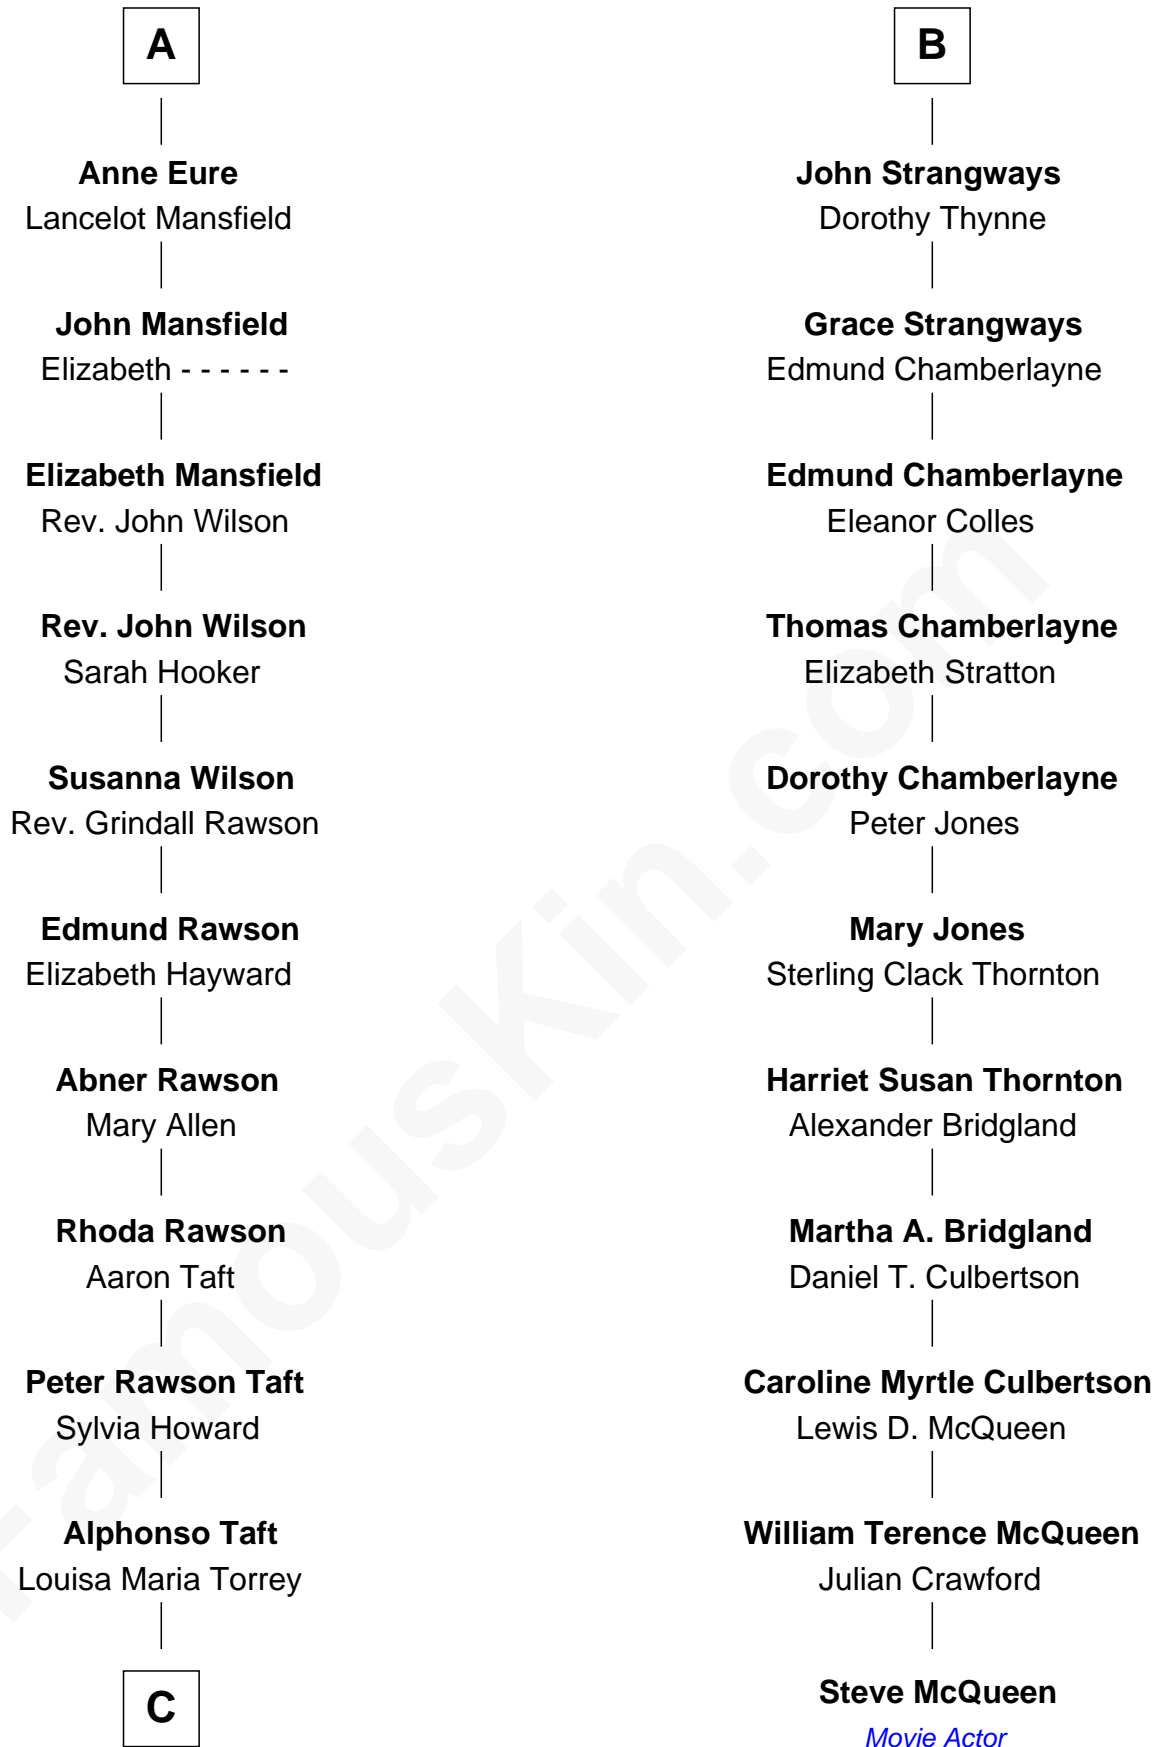 A
Anne Eure
Lancelot Mansfield
John Mansfield
Elizabeth - - - - - -
Elizabeth Mansfield
Rev. John Wilson
Rev. John Wilson
Sarah Hooker
Susanna Wilson
Rev. Grindall Rawson
Edmund Rawson
Elizabeth Hayward
Abner Rawson
Mary Allen
Rhoda Rawson
Aaron Taft
Peter Rawson Taft
Sylvia Howard
Alphonso Taft
Louisa Maria Torrey
C
B
John Strangways
Dorothy Thynne
Grace Strangways
Edmund Chamberlayne
Edmund Chamberlayne
Eleanor Colles
Thomas Chamberlayne
Elizabeth Stratton
Dorothy Chamberlayne
Peter Jones
Mary Jones
Sterling Clack Thornton
Harriet Susan Thornton
Alexander Bridgland
Martha A. Bridgland
Daniel T. Culbertson
Caroline Myrtle Culbertson
Lewis D. McQueen
William Terence McQueen
Julian Crawford
Steve McQueen
Movie Actor
FamousKin.com